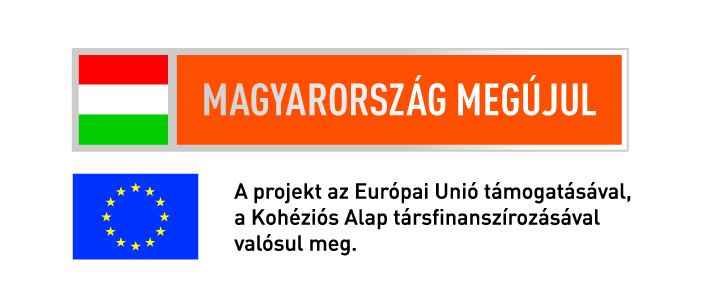 MAGYARORSZÁG MEGÚJUL
A projekt az Európai Unió támogatásával,
a Kohéziós Alap társfinanszírozásával
valósul meg.